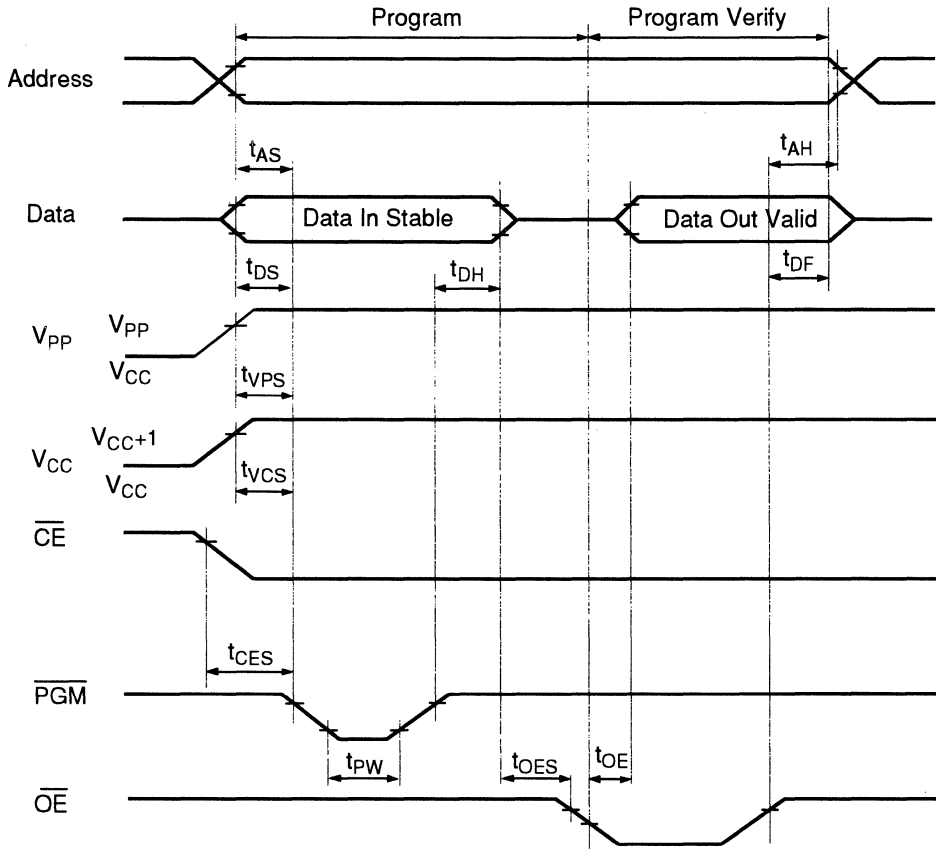 Program
Program Verify
Address
tAS
tAH
Data
Data In Stable
Data Out Valid
tDS
tDH
tDF
VPP
VPP
VCC
tVPS
VCC
VCC+1
VCC
tVCS
CE
tCES
PGM
tPW
tOES
tOE
OE